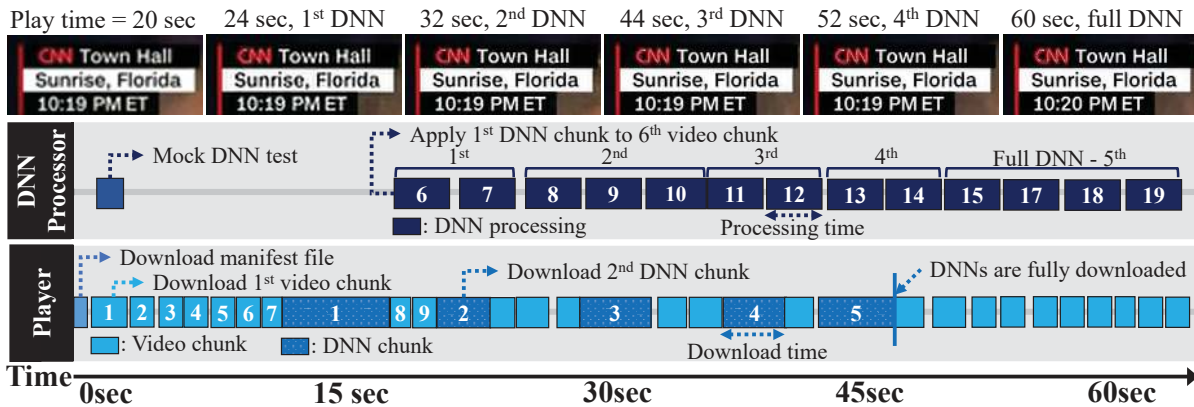 Play time = 20 sec
24 sec, 1st DNN
32 sec, 2nd DNN
44 sec, 3rd DNN
52 sec, 4th DNN
60 sec, full DNN
CNN Town Hall
Sunrise, Florida
10:19 PM ET
CNN Town Hall
Sunrise, Florida
10:19 PM ET
CNN Town Hall
Sunrise, Florida
10:19 PM ET
CNN Town Hall
Sunrise, Florida
10:19 PM ET
CNN Town Hall
Sunrise, Florida
10:19 PM ET
CNN Town Hall
Sunrise, Florida
10:20 PM ET
DNN
Processor
Mock DNN test
Apply 1st DNN chunk to 6th video chunk
1st 2nd 3rd 4th Full DNN - 5th
6 7 8 9 10 11 12 13 14 15 17 18 19
: DNN processing
Processing time
Player
Download manifest file
Download 1st video chunk
Download 2nd DNN chunk
DNNs are fully downloaded
1 2 3 4 5 6 7 1 8 9 2 3 4 5
: Video chunk
: DNN chunk
Download time
Time
0sec 15 sec 30sec 45sec 60sec